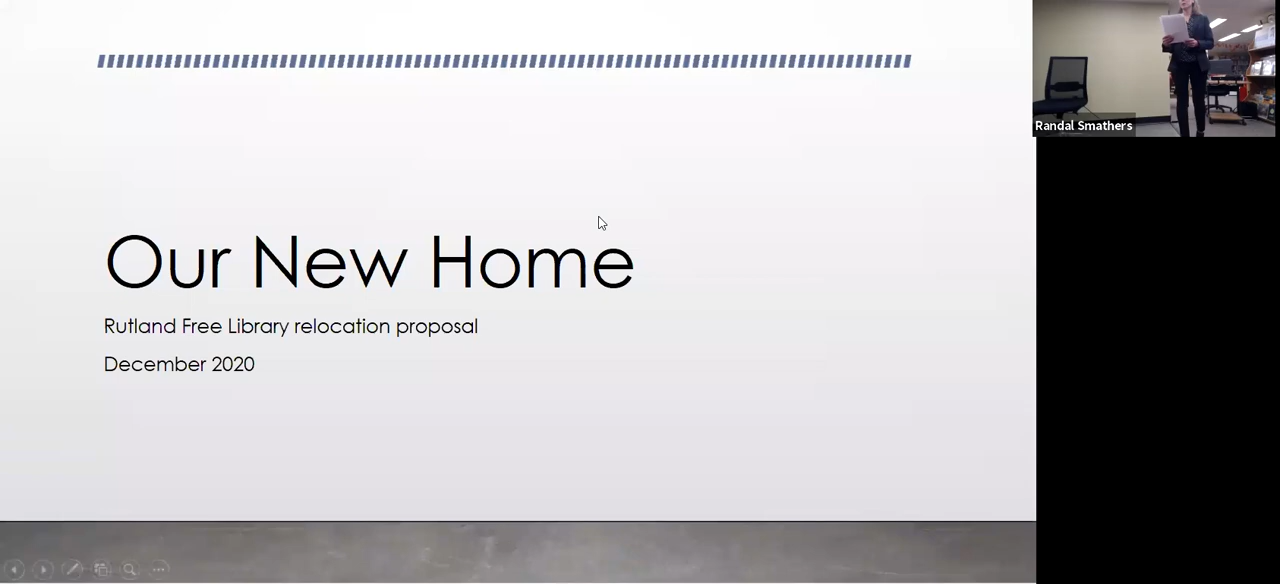 Our New Home
Rutland Free Library relocation proposal
December 2020
Randal Smathers